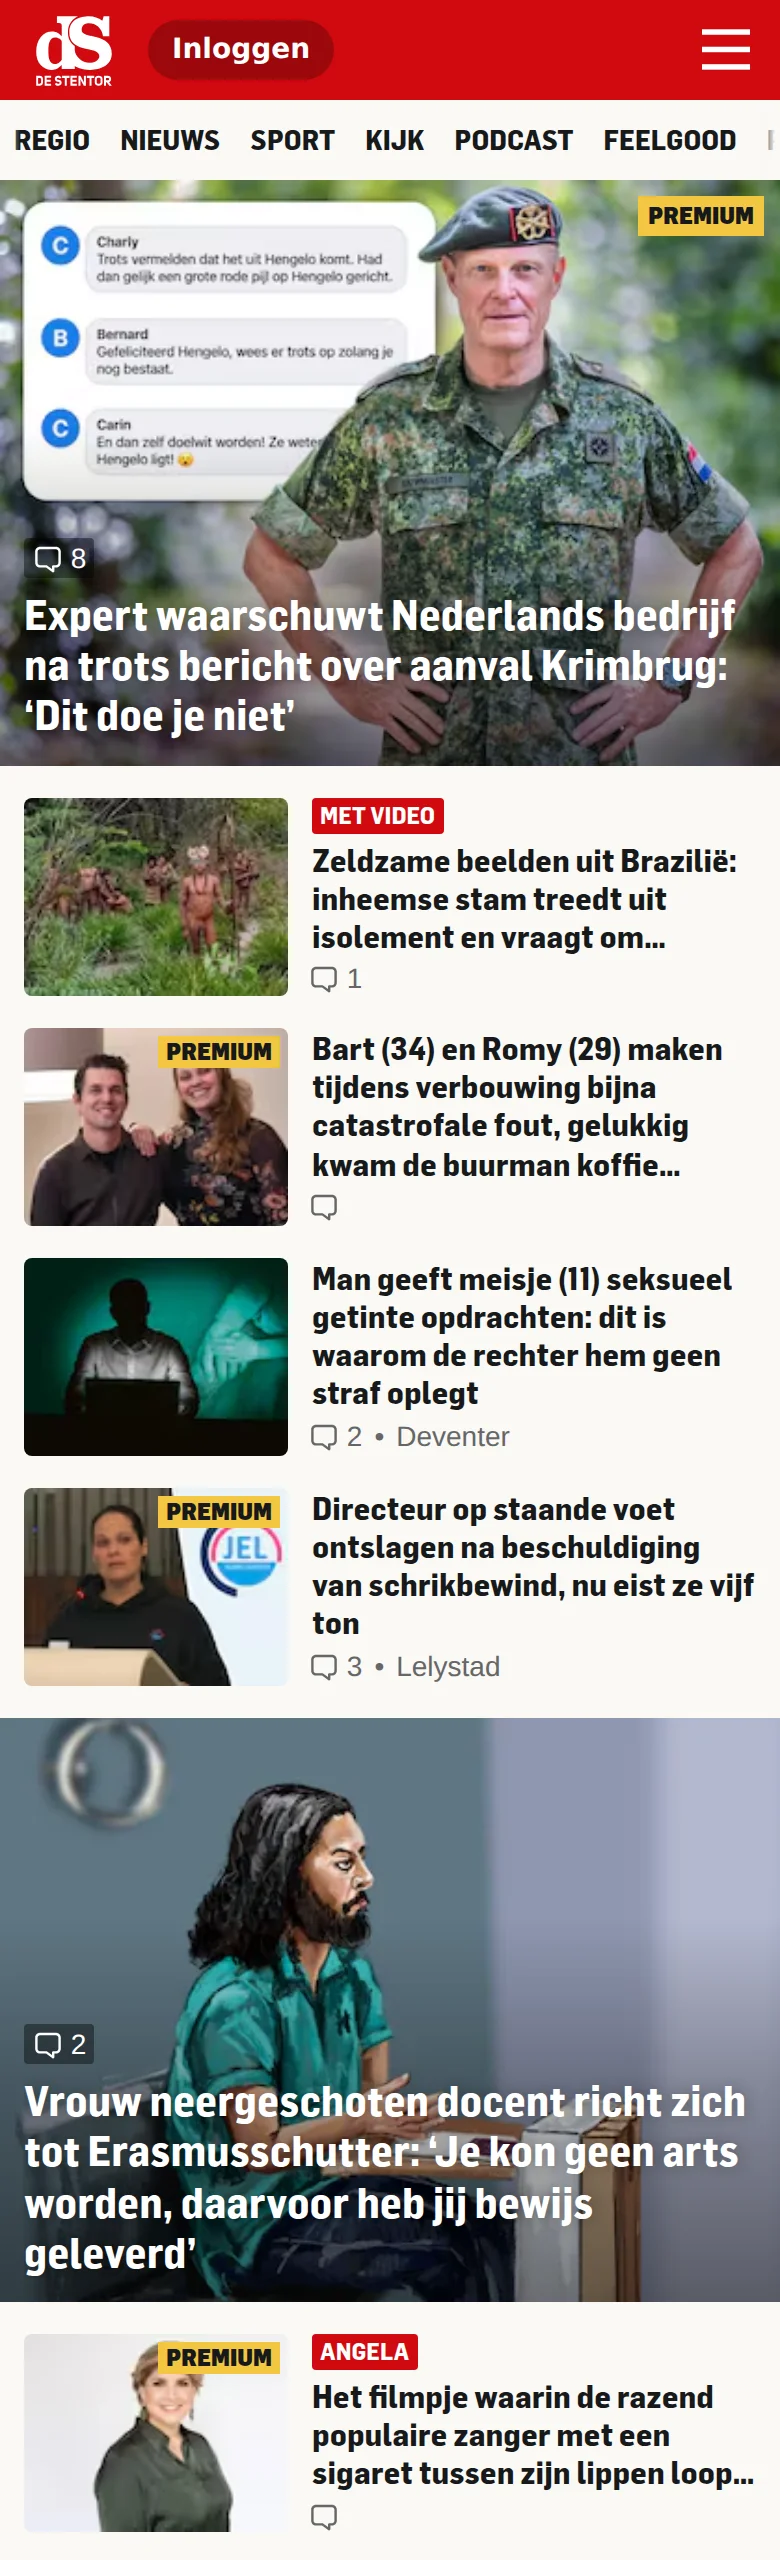 dS
DE STENTOR
Inloggen
REGIO NIEUWS SPORT KIJK PODCAST FEELGOOD
PREMIUM
C
Charly
Trots vermelden dat het uit Hengelo komt. Had
dan gelijk een grote rode pijl op Hengelo gericht.
B
Bernard
Gefeliciteerd Hengelo, wees er trots op zolang je
nog bestaat.
C
Carin
En dan zelf doelwit worden! Ze weten
Hengelo ligt! 😮
8
Expert waarschuwt Nederlands bedrijf
na trots bericht over aanval Krimbrug:
‘Dit doe je niet’
MET VIDEO
Zeldzame beelden uit Brazilië:
inheemse stam treedt uit
isolement en vraagt om...
1
PREMIUM
Bart (34) en Romy (29) maken
tijdens verbouwing bijna
catastrofale fout, gelukkig
kwam de buurman koffie...
Man geeft meisje (11) seksueel
getinte opdrachten: dit is
waarom de rechter hem geen
straf oplegt
2 • Deventer
PREMIUM
JEL
Directeur op staande voet
ontslagen na beschuldiging
van schrikbewind, nu eist ze vijf
ton
3 • Lelystad
2
Vrouw neergeschoten docent richt zich
tot Erasmusschutter: ‘Je kon geen arts
worden, daarvoor heb jij bewijs
geleverd’
PREMIUM
ANGELA
Het filmpje waarin de razend
populaire zanger met een
sigaret tussen zijn lippen loop...